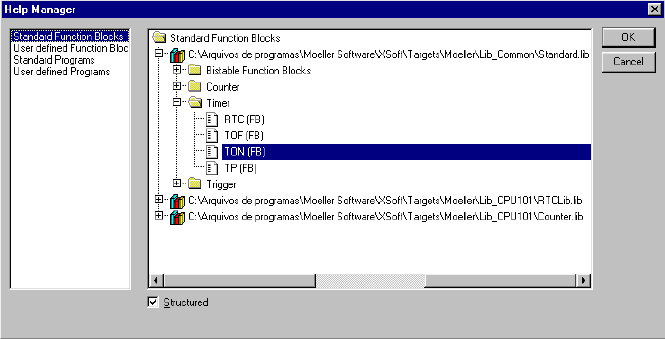 Help Manager
Standard Function Blocks
User defined Function Bloc
Standard Programs
User defined Programs
Standard Function Blocks
C:\Arquivos de programas\Moeller Software\XSoft\Targets\Moeller\Lib_Common\Standard.lib
Bistable Function Blocks
Counter
Timer
RTC (FB)
TOF (FB)
TON (FB)
TP (FB)
Trigger
C:\Arquivos de programas\Moeller Software\XSoft\Targets\Moeller\Lib_CPU101\RTCLib.lib
C:\Arquivos de programas\Moeller Software\XSoft\Targets\Moeller\Lib_CPU101\Counter.lib
OK
Cancel
Structured